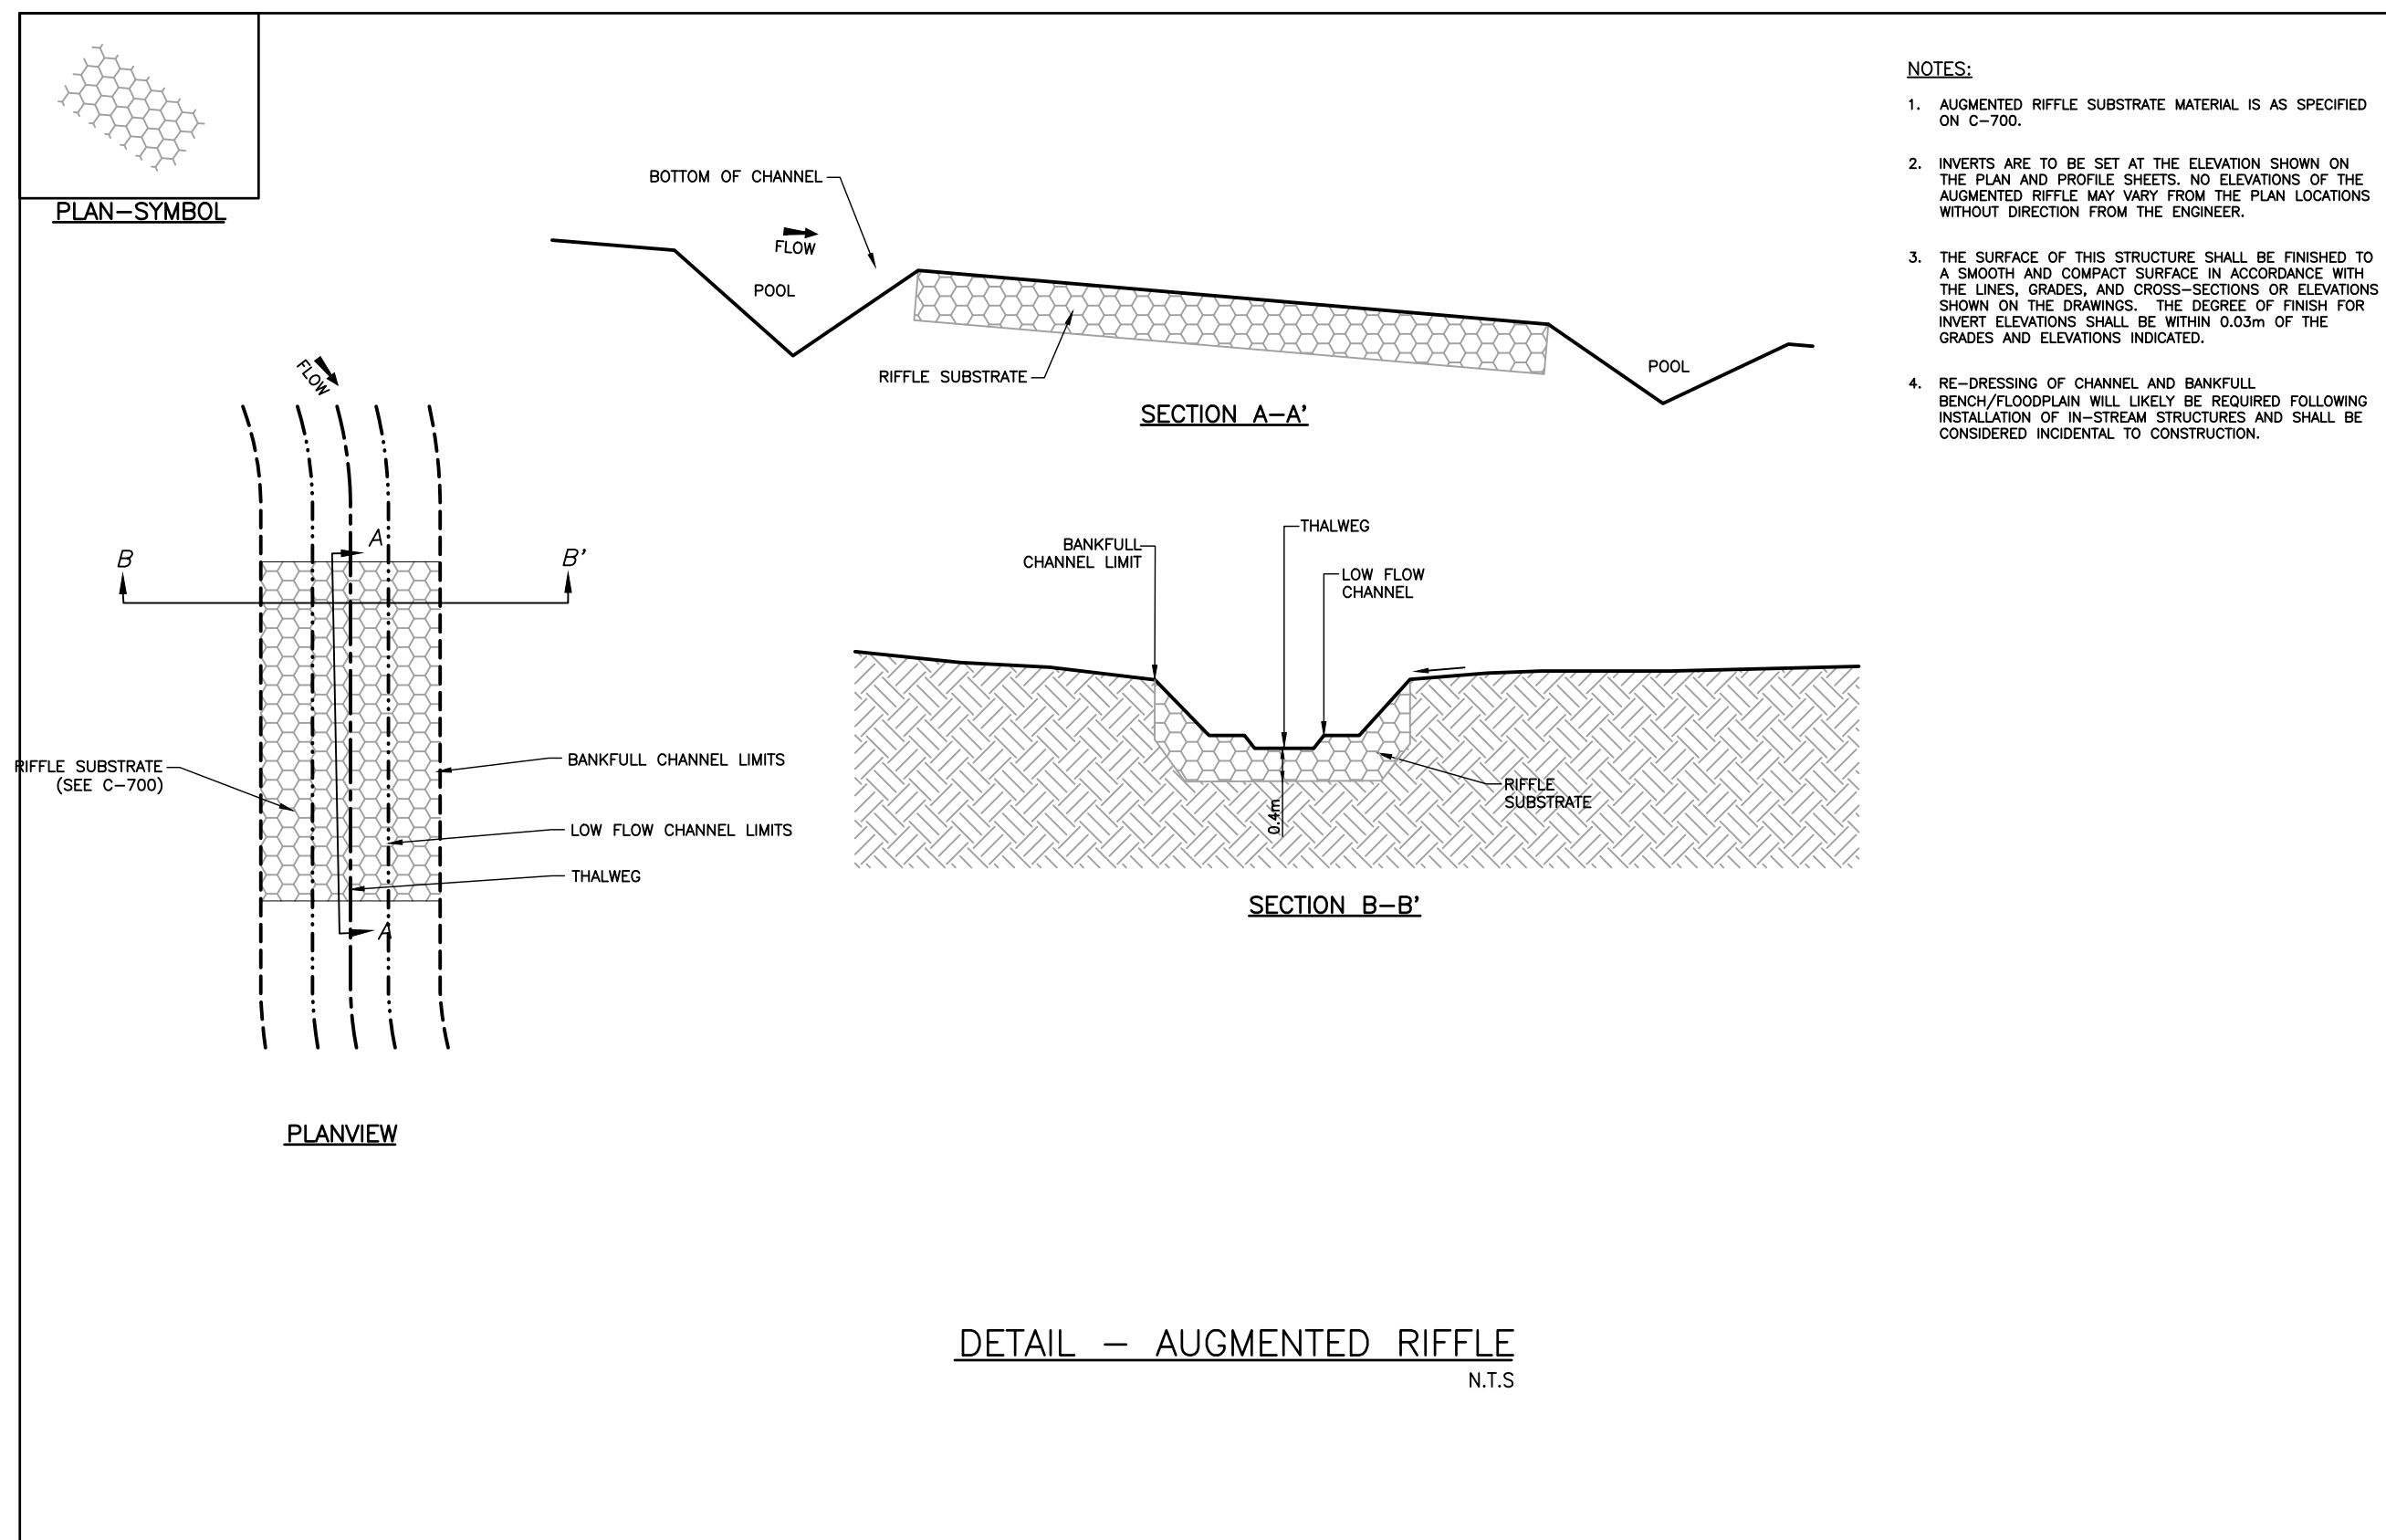 PLAN-SYMBOL
BOTTOM OF CHANNEL
FLOW
POOL
RIFFLE SUBSTRATE
POOL
SECTION A-A'
NOTES:
1. AUGMENTED RIFFLE SUBSTRATE MATERIAL IS AS SPECIFIED
ON C-700.
2. INVERTS ARE TO BE SET AT THE ELEVATION SHOWN ON
THE PLAN AND PROFILE SHEETS. NO ELEVATIONS OF THE
AUGMENTED RIFFLE MAY VARY FROM THE PLAN LOCATIONS
WITHOUT DIRECTION FROM THE ENGINEER.
3. THE SURFACE OF THIS STRUCTURE SHALL BE FINISHED TO
A SMOOTH AND COMPACT SURFACE IN ACCORDANCE WITH
THE LINES, GRADES, AND CROSS-SECTIONS OR ELEVATIONS
SHOWN ON THE DRAWINGS. THE DEGREE OF FINISH FOR
INVERT ELEVATIONS SHALL BE WITHIN 0.03m OF THE
GRADES AND ELEVATIONS INDICATED.
4. RE-DRESSING OF CHANNEL AND BANKFULL
BENCH/FLOODPLAIN WILL LIKELY BE REQUIRED FOLLOWING
INSTALLATION OF IN-STREAM STRUCTURES AND SHALL BE
CONSIDERED INCIDENTAL TO CONSTRUCTION.
FLOW
A
B
B'
RIFFLE SUBSTRATE
(SEE C-700)
BANKFULL CHANNEL LIMITS
LOW FLOW CHANNEL LIMITS
THALWEG
A'
PLANVIEW
THALWEG
BANKFULL
CHANNEL LIMIT
LOW FLOW
CHANNEL
RIFFLE
SUBSTRATE
0.4m
SECTION B-B'
DETAIL - AUGMENTED RIFFLE
N.T.S